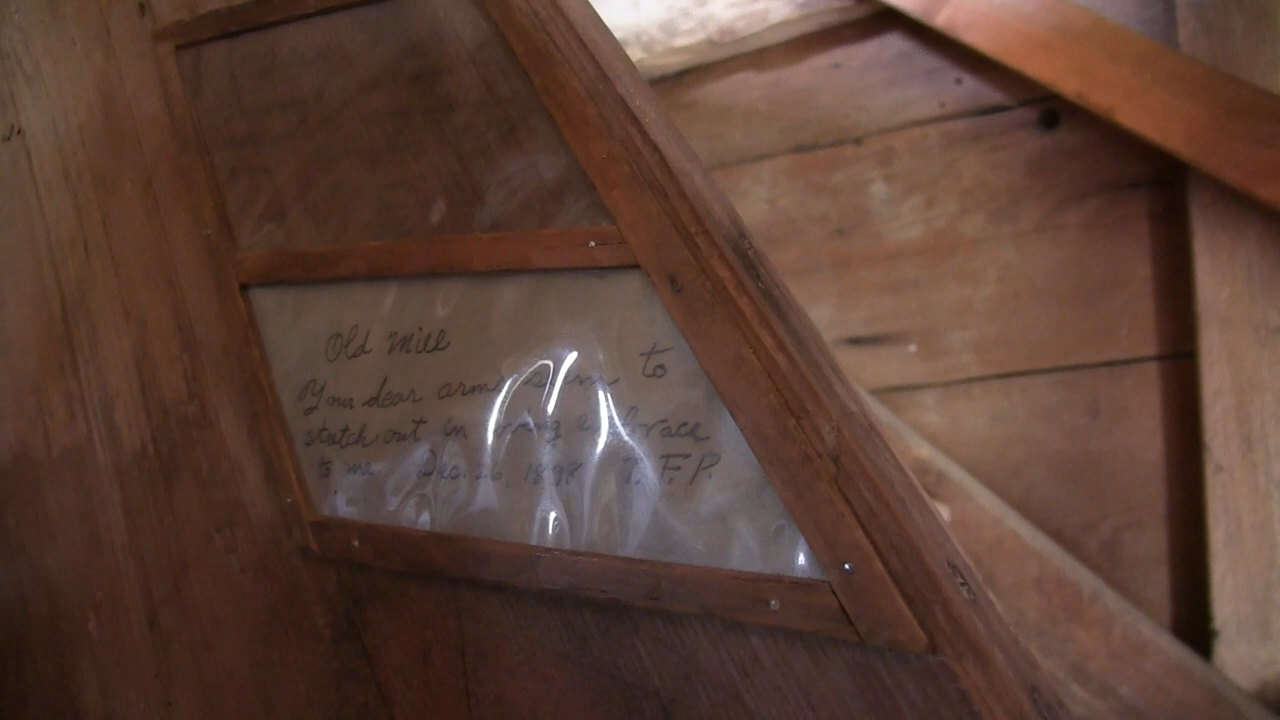 Old Mill
Your dear arms seem to
stretch out in loving embrace
to me Dec. 26 1898 T. F. P.